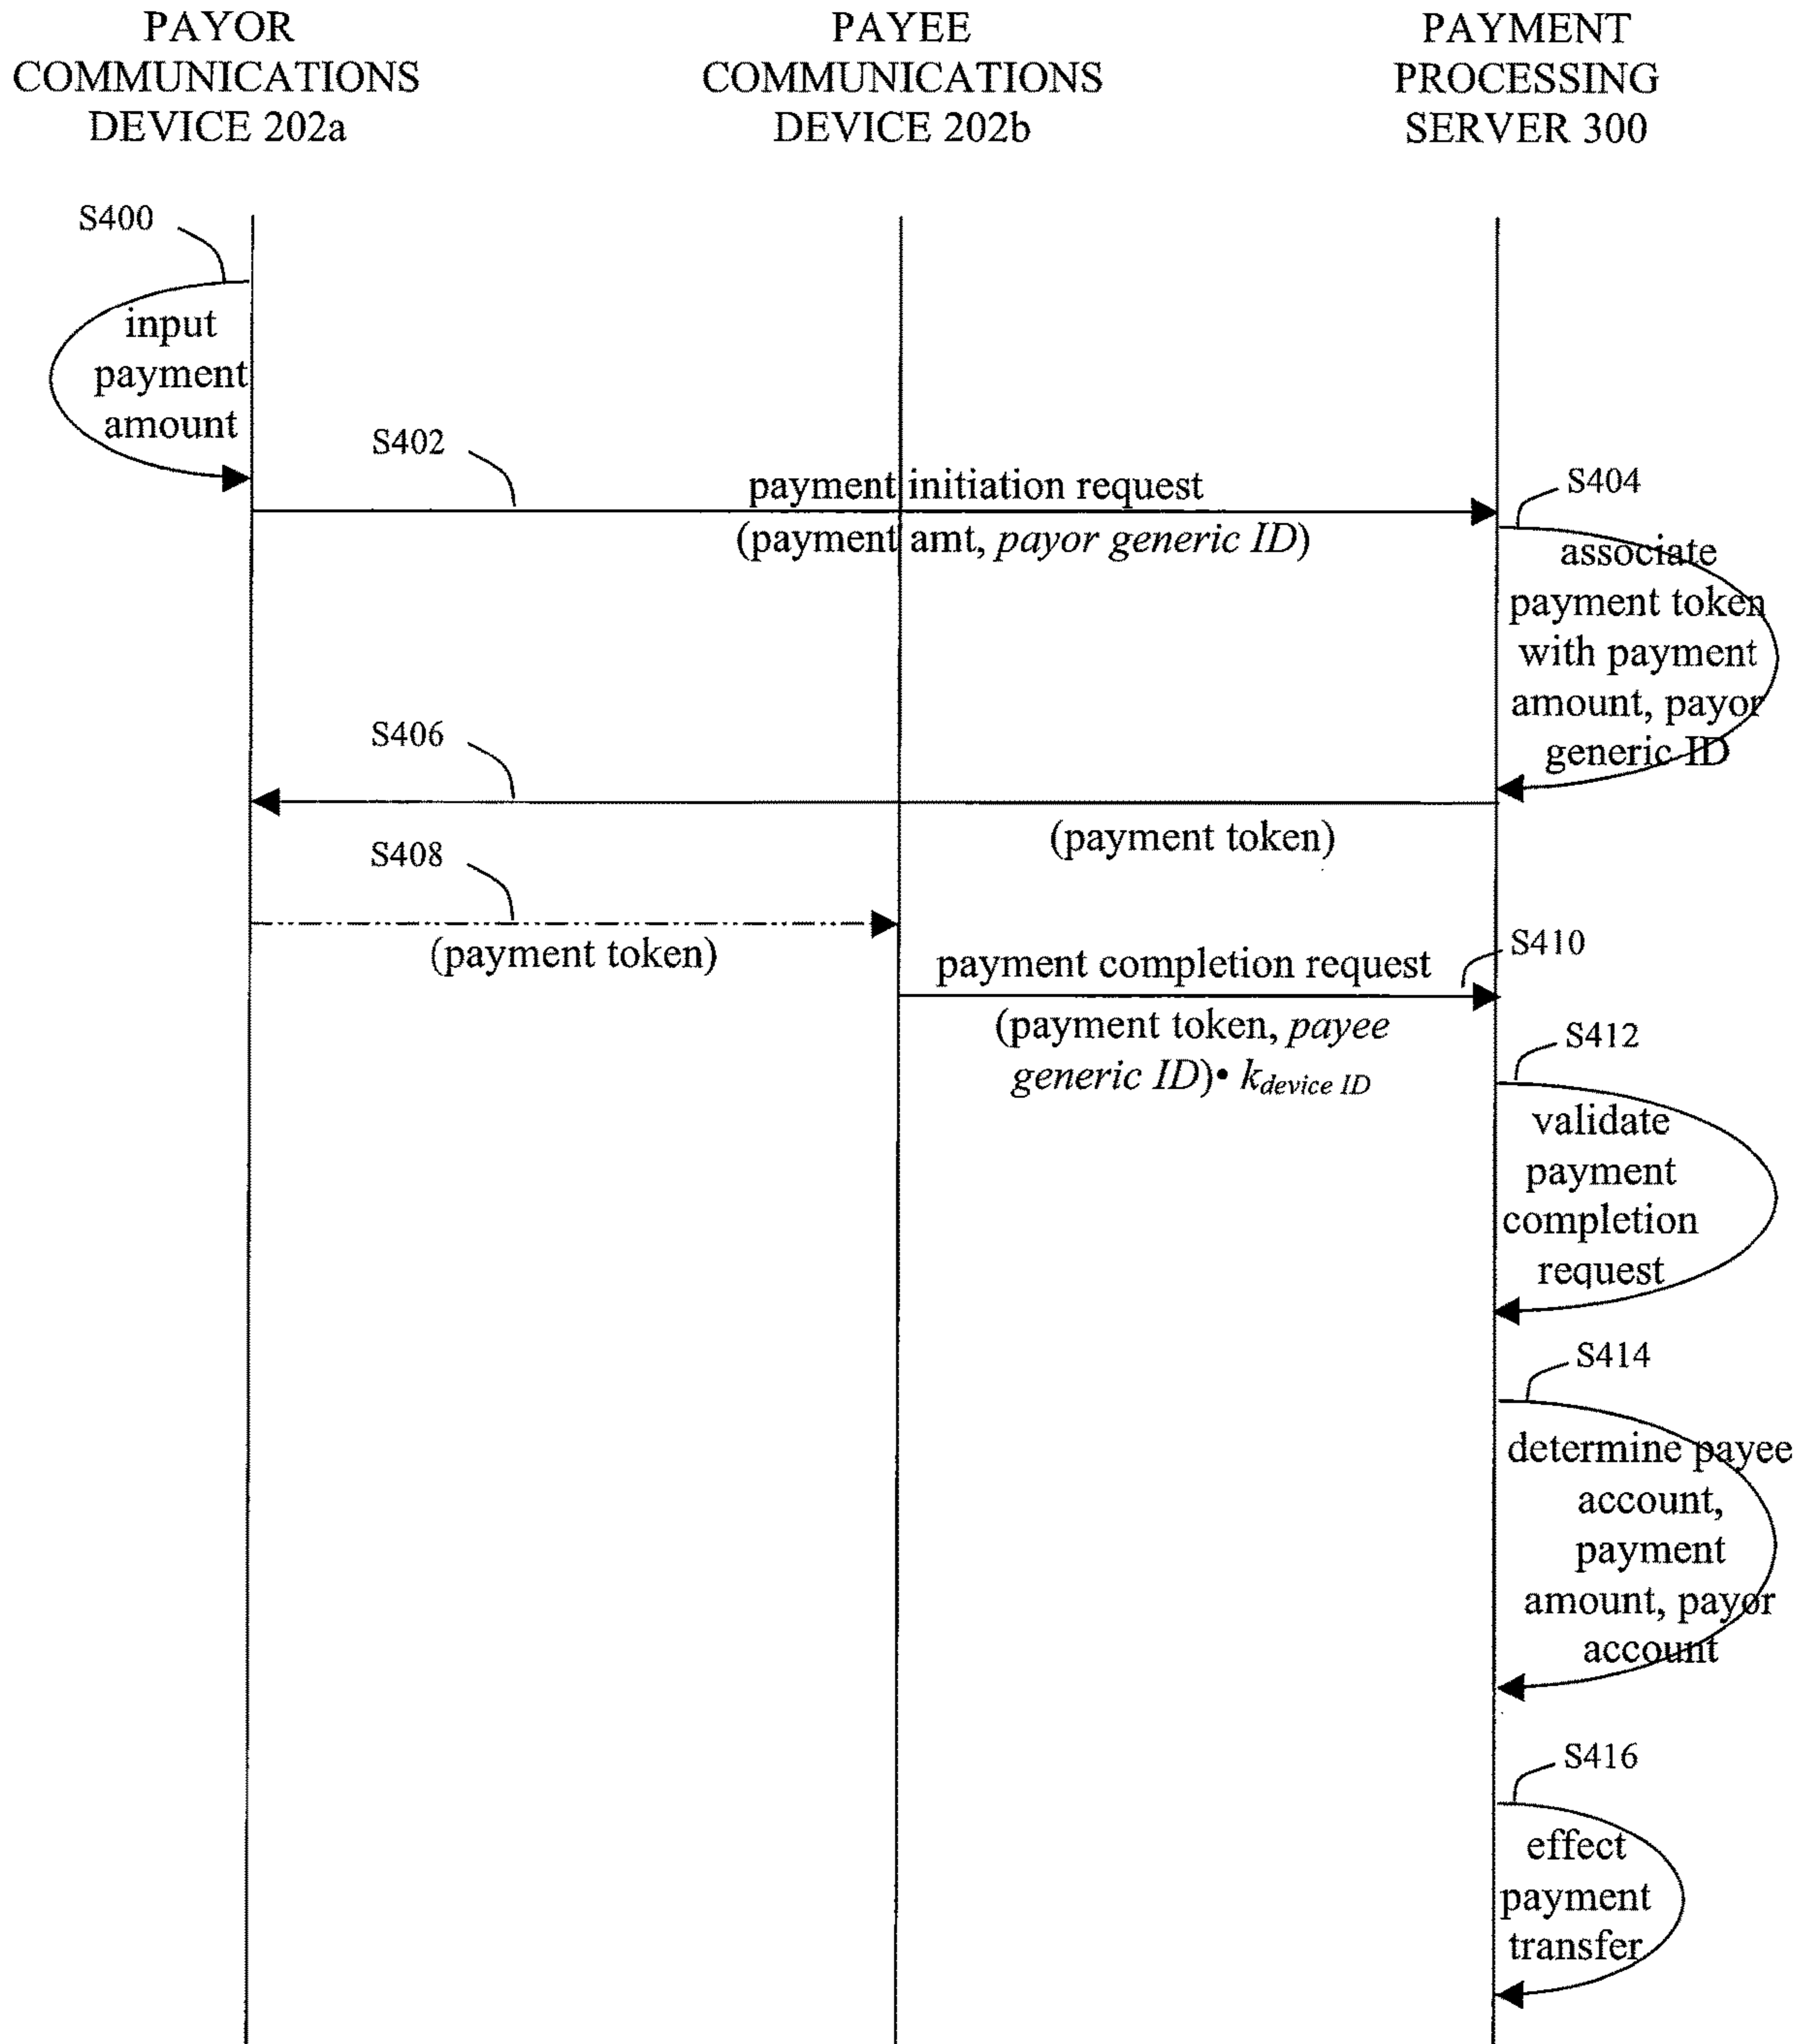 PAYOR
COMMUNICATIONS
DEVICE 202a
PAYEE
COMMUNICATIONS
DEVICE 202b
PAYMENT
PROCESSING
SERVER 300
S400
input
payment
amount
S402
payment initiation request
(payment amt, payor generic ID)
S404
associate
payment token
with payment
amount, payor
generic ID
S406
(payment token)
S408
(payment token)
S410
payment completion request
(payment token, payee
generic ID)• k device ID
S412
validate
payment
completion
request
S414
determine payee
account,
payment
amount, payor
account
S416
effect
payment
transfer